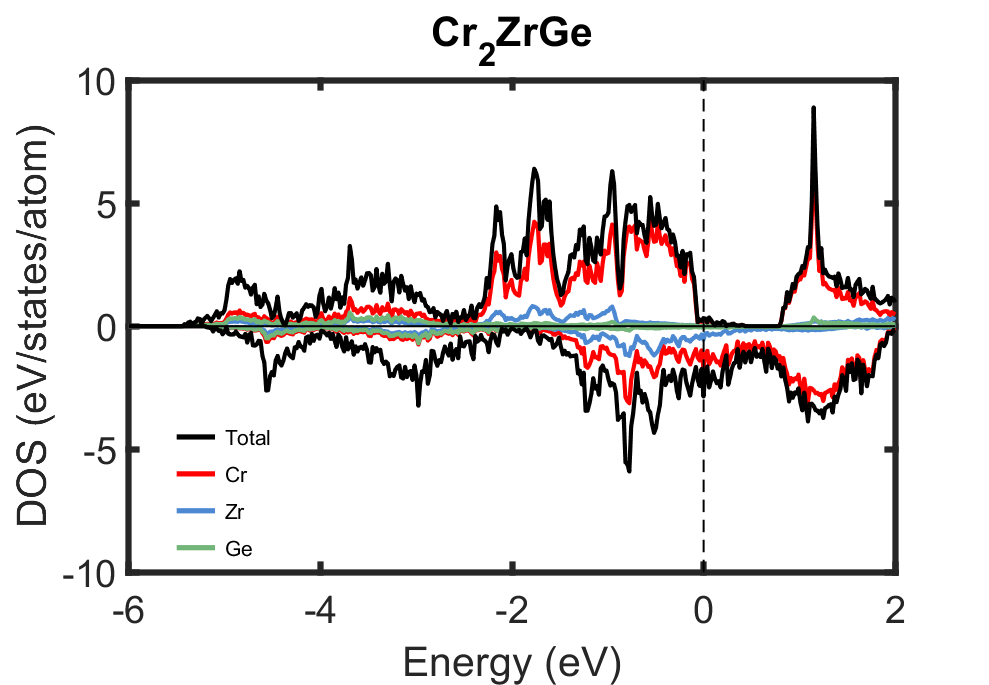 Cr2ZrGe
10
5
0
-5
-10
DOS (eV/states/atom)
Total
Cr
Zr
Ge
-6 -4 -2 0 2
Energy (eV)